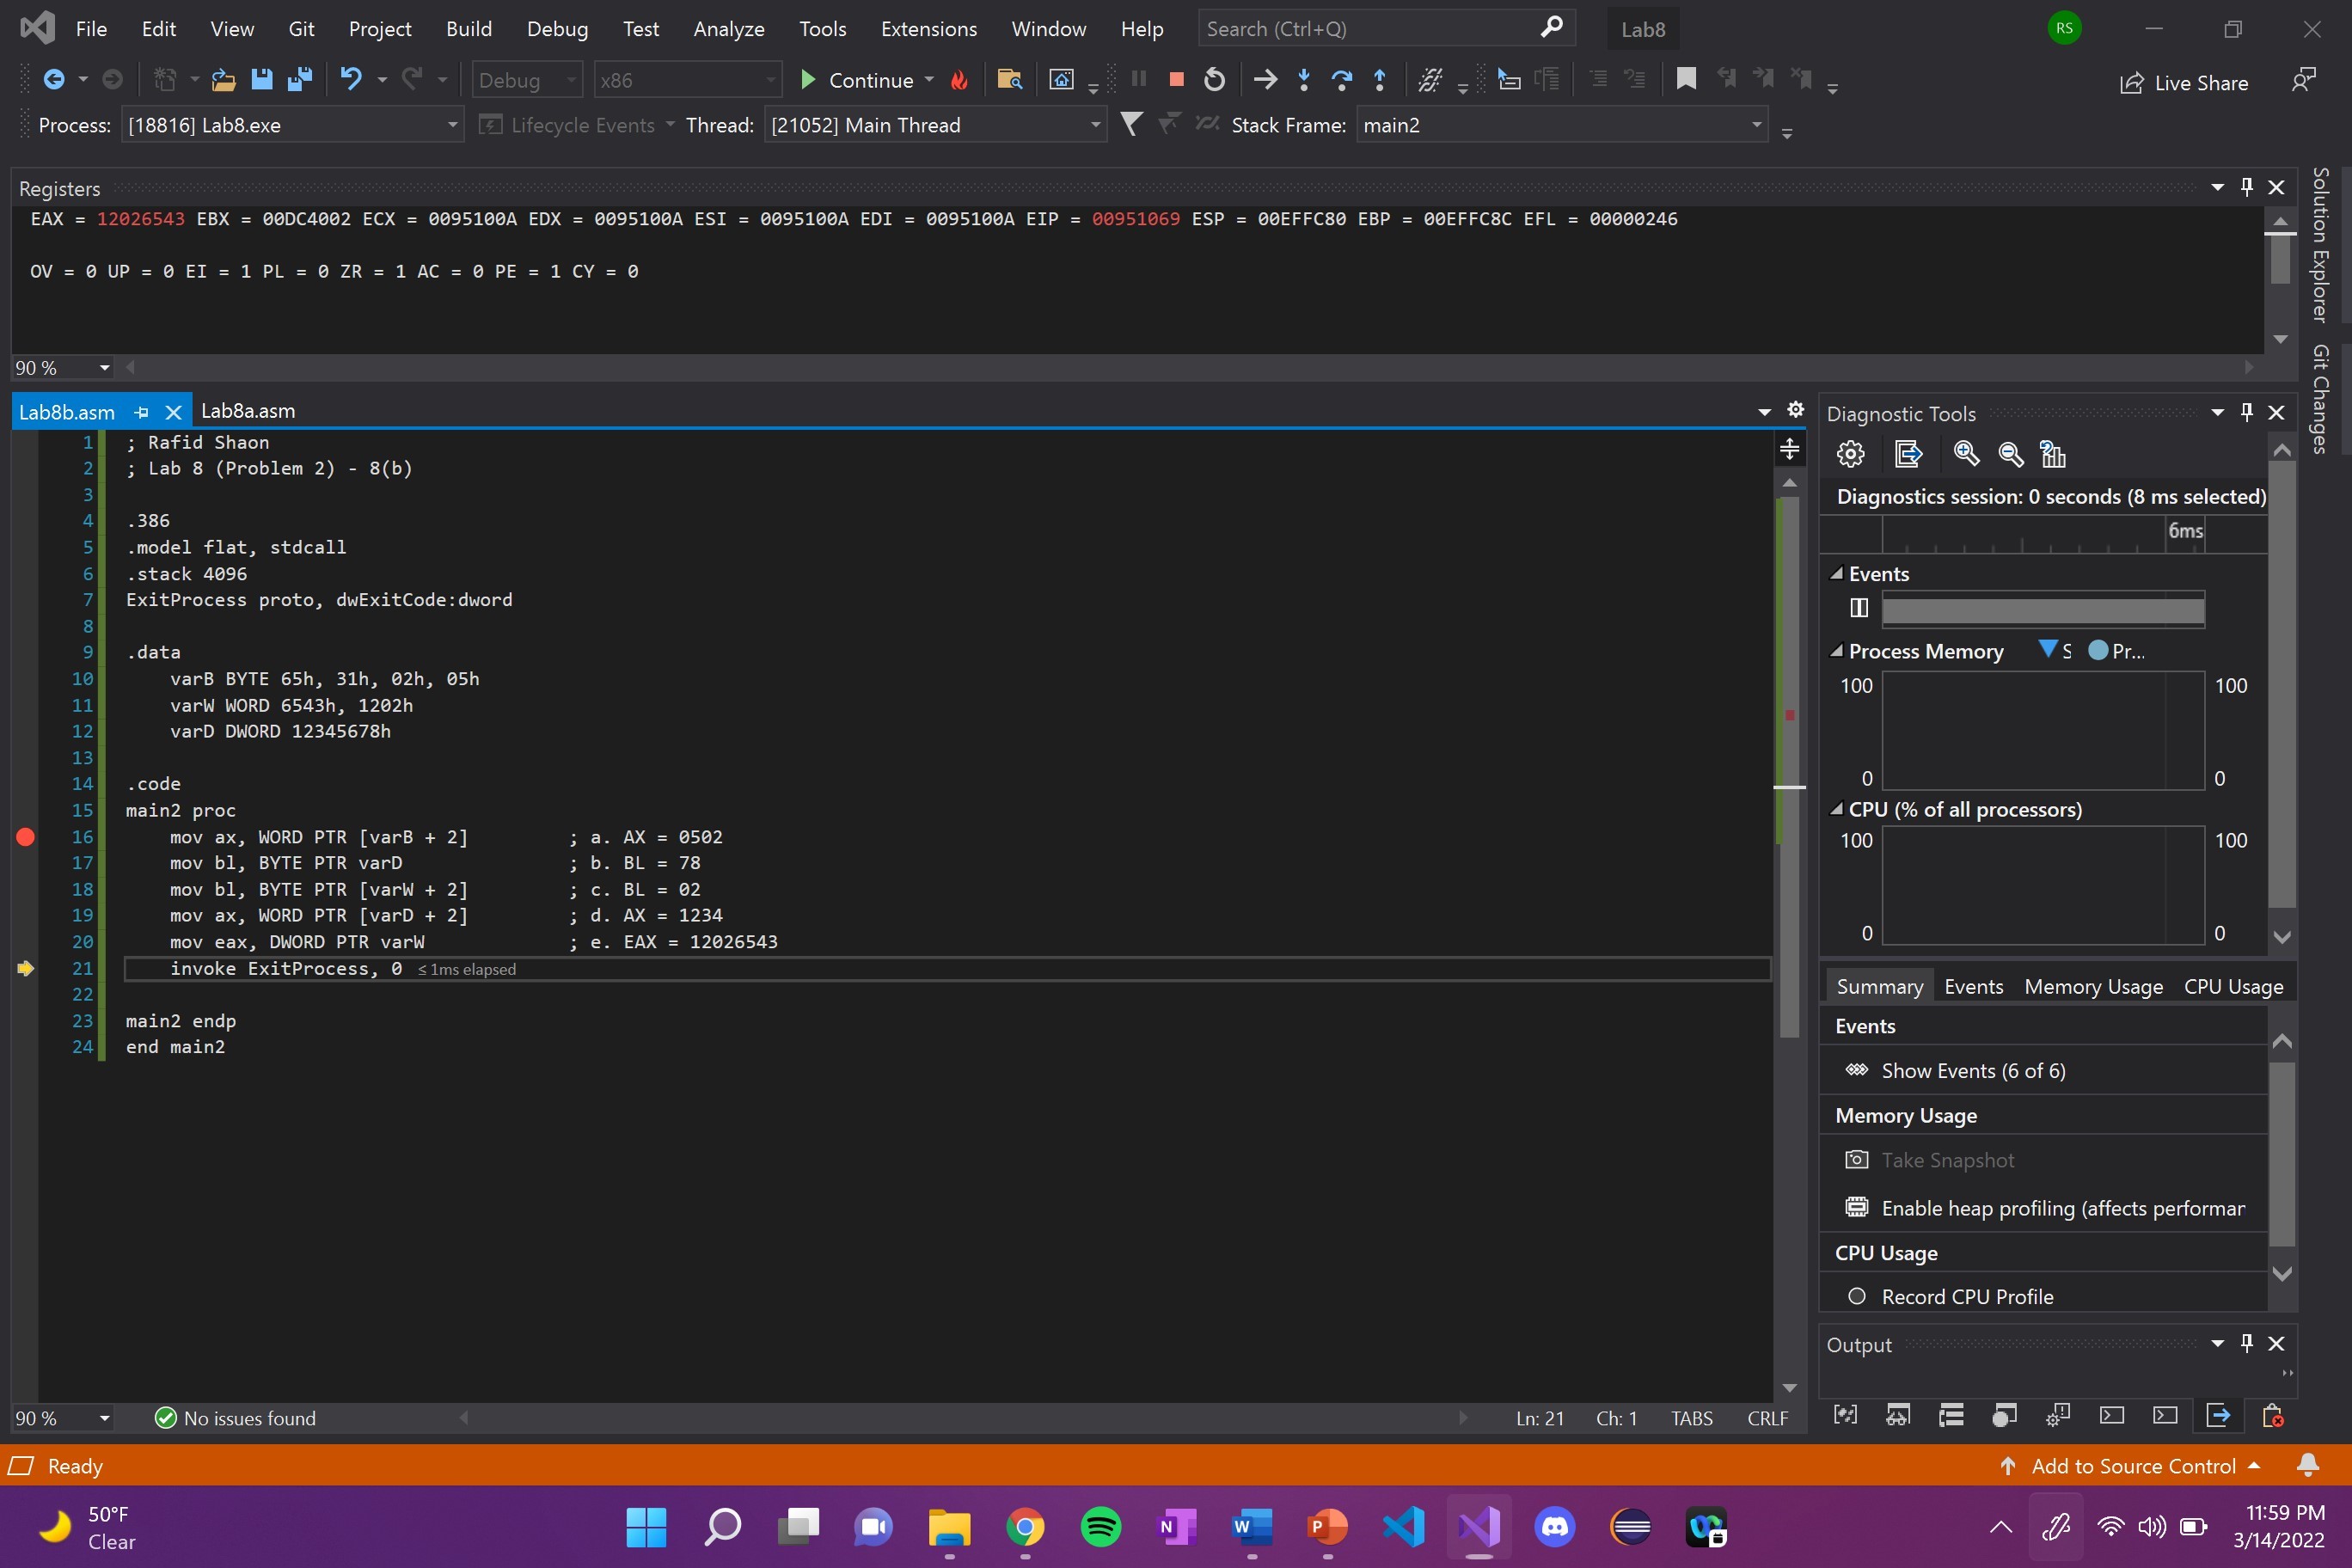 File Edit View Git Project Build Debug Test Analyze Tools Extensions Window Help Search (Ctrl+Q) Lab8 RS
Debug x86 Continue Live Share
Process: [18816] Lab8.exe Lifecycle Events Thread: [21052] Main Thread Stack Frame: main2
Registers
EAX = 12026543 EBX = 00DC4002 ECX = 0095100A EDX = 0095100A ESI = 0095100A EDI = 0095100A EIP = 00951069 ESP = 00EFFC80 EBP = 00EFFC8C EFL = 00000246
OV = 0 UP = 0 EI = 1 PL = 0 ZR = 1 AC = 0 PE = 1 CY = 0
90 %
Solution Explorer
Git Changes
Lab8b.asm Lab8a.asm
1 ; Rafid Shaon
2 ; Lab 8 (Problem 2) - 8(b)
3
4 .386
5 .model flat, stdcall
6 .stack 4096
7 ExitProcess proto, dwExitCode:dword
8
9 .data
10 varB BYTE 65h, 31h, 02h, 05h
11 varW WORD 6543h, 1202h
12 varD DWORD 12345678h
13
14 .code
15 main2 proc
16 mov ax, WORD PTR [varB + 2] ; a. AX = 0502
17 mov bl, BYTE PTR varD ; b. BL = 78
18 mov bl, BYTE PTR [varW + 2] ; c. BL = 02
19 mov ax, WORD PTR [varD + 2] ; d. AX = 1234
20 mov eax, DWORD PTR varW ; e. EAX = 12026543
21 invoke ExitProcess, 0 ≤ 1ms elapsed
22
23 main2 endp
24 end main2
90 % No issues found Ln: 21 Ch: 1 TABS CRLF
Diagnostic Tools
Diagnostics session: 0 seconds (8 ms selected)
6ms
Events
Process Memory S Pr...
100 100
0 0
CPU (% of all processors)
100 100
0 0
Summary Events Memory Usage CPU Usage
Events
Show Events (6 of 6)
Memory Usage
Take Snapshot
Enable heap profiling (affects performar
CPU Usage
Record CPU Profile
Output
Ready Add to Source Control
50°F
Clear
11:59 PM
3/14/2022